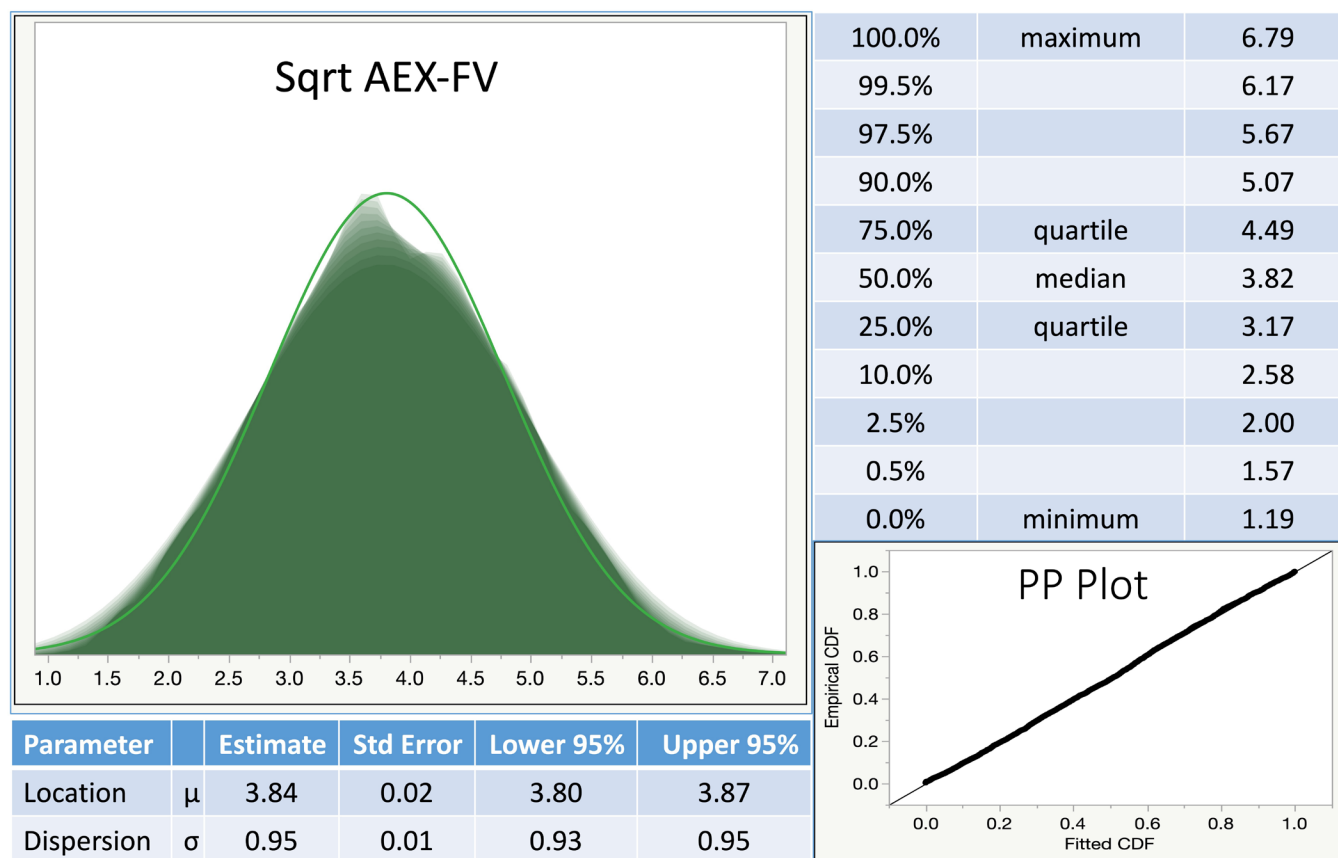 Sqrt AEX-FV
1.0 1.5 2.0 2.5 3.0 3.5 4.0 4.5 5.0 5.5 6.0 6.5 7.0
100.0% maximum 6.79
99.5% 6.17
97.5% 5.67
90.0% 5.07
75.0% quartile 4.49
50.0% median 3.82
25.0% quartile 3.17
10.0% 2.58
2.5% 2.00
0.5% 1.57
0.0% minimum 1.19
Parameter Estimate Std Error Lower 95% Upper 95%
Location μ 3.84 0.02 3.80 3.87
Dispersion σ 0.95 0.01 0.93 0.95
PP Plot
Empirical CDF
1.0
0.8
0.6
0.4
0.2
0.0
0.0 0.2 0.4 0.6 0.8 1.0
Fitted CDF